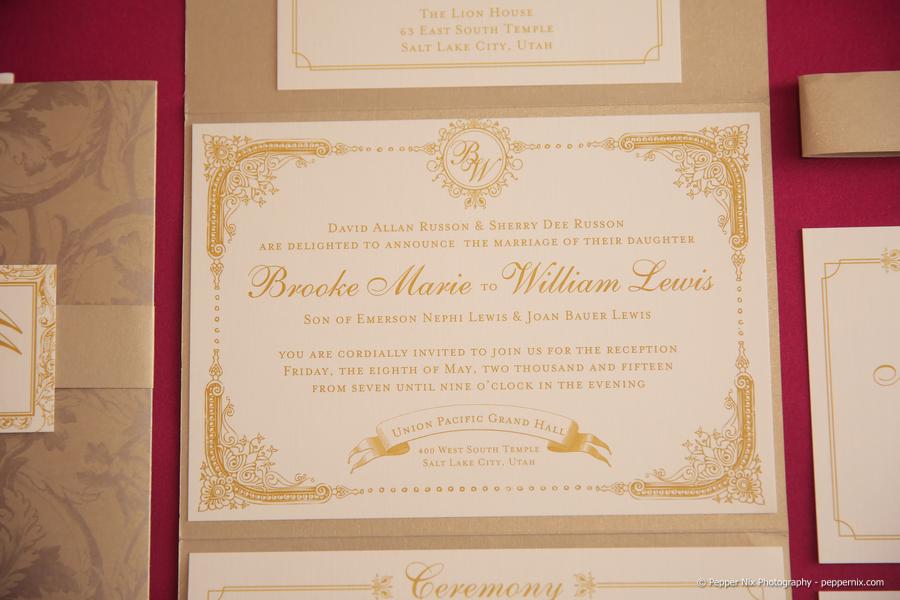 The Lion House
63 East South Temple
Salt Lake City, Utah
BW
David Allan Russon & Sherry Dee Russon
are delighted to announce the marriage of their daughter
Brooke Marie to William Lewis
Son of Emerson Nephi Lewis & Joan Bauer Lewis
you are cordially invited to join us for the reception
Friday, the eighth of May, two thousand and fifteen
from seven until nine o'clock in the evening
Union Pacific Grand Hall
400 West South Temple
Salt Lake City, Utah
Ceremony
© Pepper Nix Photography - peppernix.com